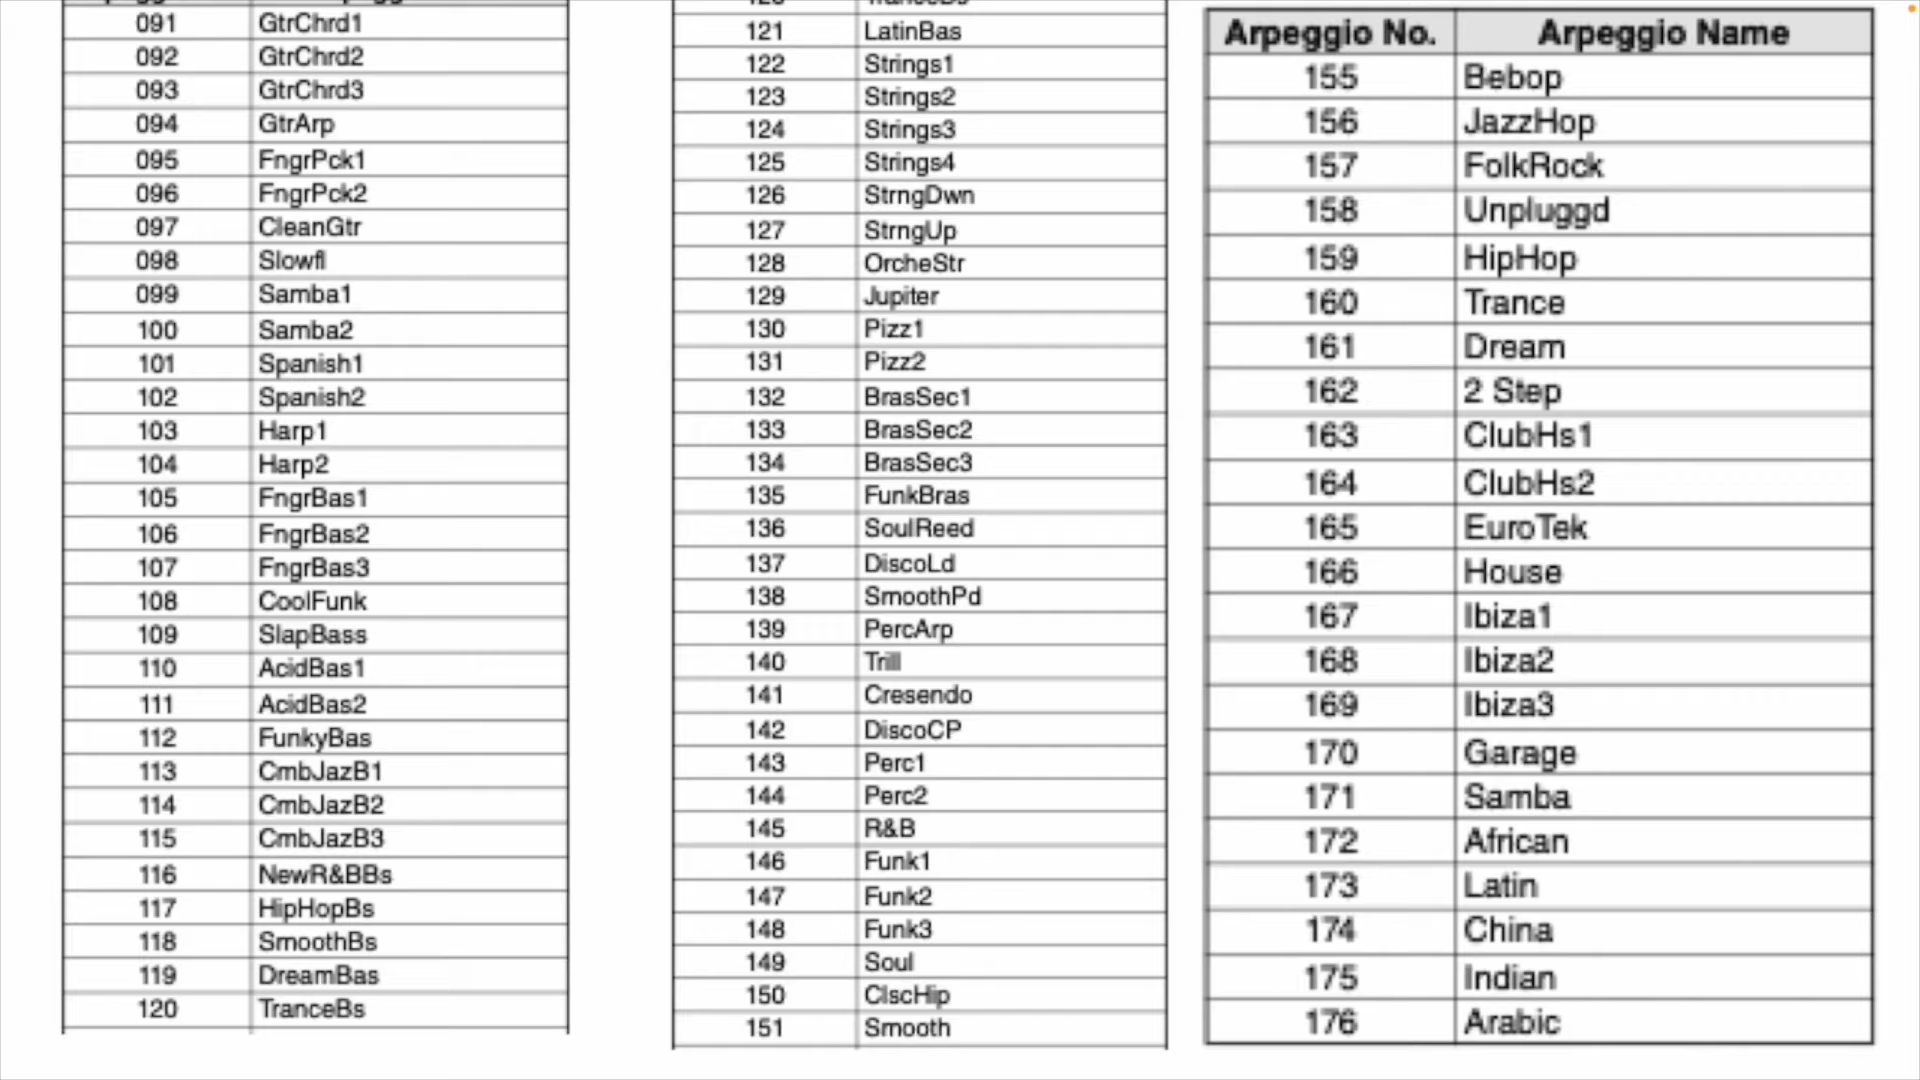 091 GtrChrd1
092 GtrChrd2
093 GtrChrd3
094 GtrArp
095 FngrPck1
096 FngrPck2
097 CleanGtr
098 Slowfl
099 Samba1
100 Samba2
101 Spanish1
102 Spanish2
103 Harp1
104 Harp2
105 FngrBas1
106 FngrBas2
107 FngrBas3
108 CoolFunk
109 SlapBass
110 AcidBas1
111 AcidBas2
112 FunkyBas
113 CmbJazB1
114 CmbJazB2
115 CmbJazB3
116 NewR&BBs
117 HipHopBs
118 SmoothBs
119 DreamBas
120 TranceBs
120 TranceBs
121 LatinBas
122 Strings1
123 Strings2
124 Strings3
125 Strings4
126 StrngDwn
127 StrngUp
128 OrcheStr
129 Jupiter
130 Pizz1
131 Pizz2
132 BrasSec1
133 BrasSec2
134 BrasSec3
135 FunkBras
136 SoulReed
137 DiscoLd
138 SmoothPd
139 PercArp
140 Trill
141 Cresendo
142 DiscoCP
143 Perc1
144 Perc2
145 R&B
146 Funk1
147 Funk2
148 Funk3
149 Soul
150 ClscHip
151 Smooth
Arpeggio No. Arpeggio Name
155 Bebop
156 JazzHop
157 FolkRock
158 Unpluggd
159 HipHop
160 Trance
161 Dream
162 2 Step
163 ClubHs1
164 ClubHs2
165 EuroTek
166 House
167 Ibiza1
168 Ibiza2
169 Ibiza3
170 Garage
171 Samba
172 African
173 Latin
174 China
175 Indian
176 Arabic